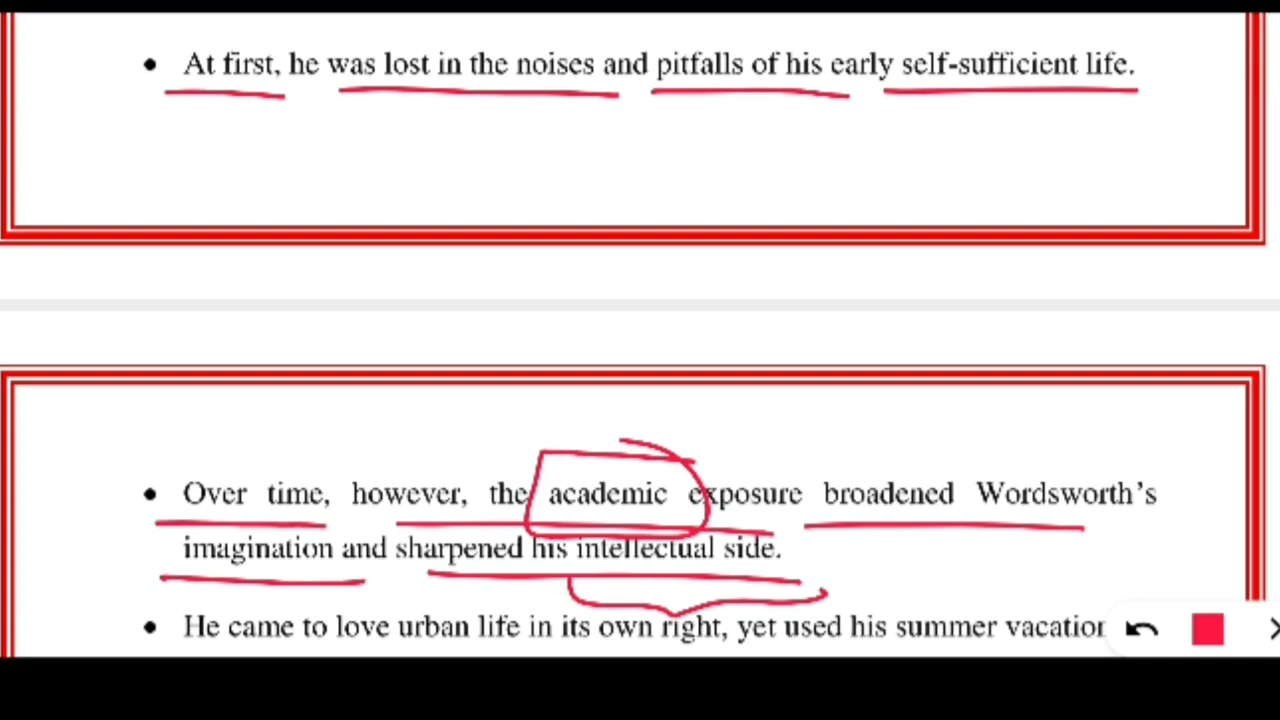 • At first, he was lost in the noises and pitfalls of his early self-sufficient life.
• Over time, however, the academic exposure broadened Wordsworth's
imagination and sharpened his intellectual side.
• He came to love urban life in its own right, yet used his summer vacation